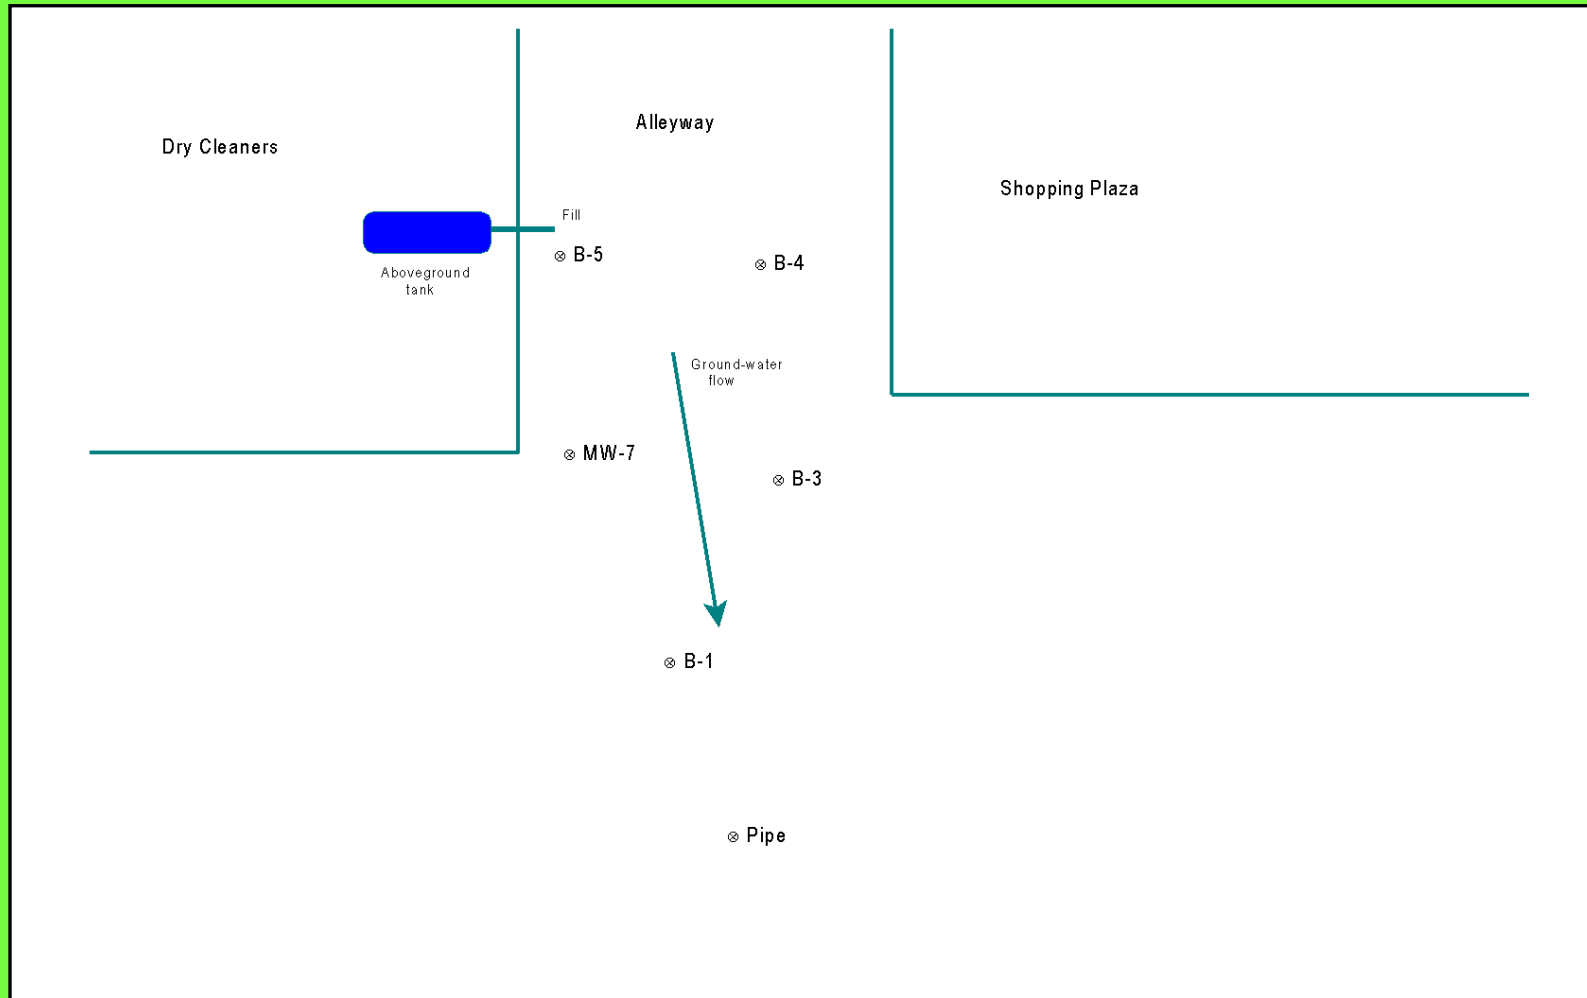 Alleyway
Dry Cleaners
Shopping Plaza
Fill
B-5
B-4
Aboveground
tank
Ground-water
flow
MW-7
B-3
B-1
Pipe